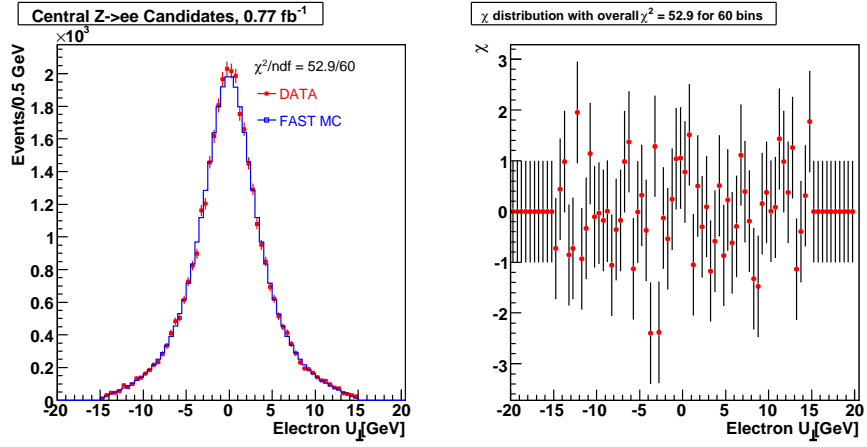 Central Z->ee Candidates, 0.77 fb⁻¹
×10³
Events/0.5 GeV
2
1.8
1.6
1.4
1.2
1
0.8
0.6
0.4
0.2
0
χ²/ndf = 52.9/60
DATA
FAST MC
-20 -15 -10 -5 0 5 10 15 20
Electron U⊥[GeV]
χ distribution with overall χ² = 52.9 for 60 bins
χ
3
2
1
0
-1
-2
-3
-20 -15 -10 -5 0 5 10 15 20
Electron U⊥[GeV]